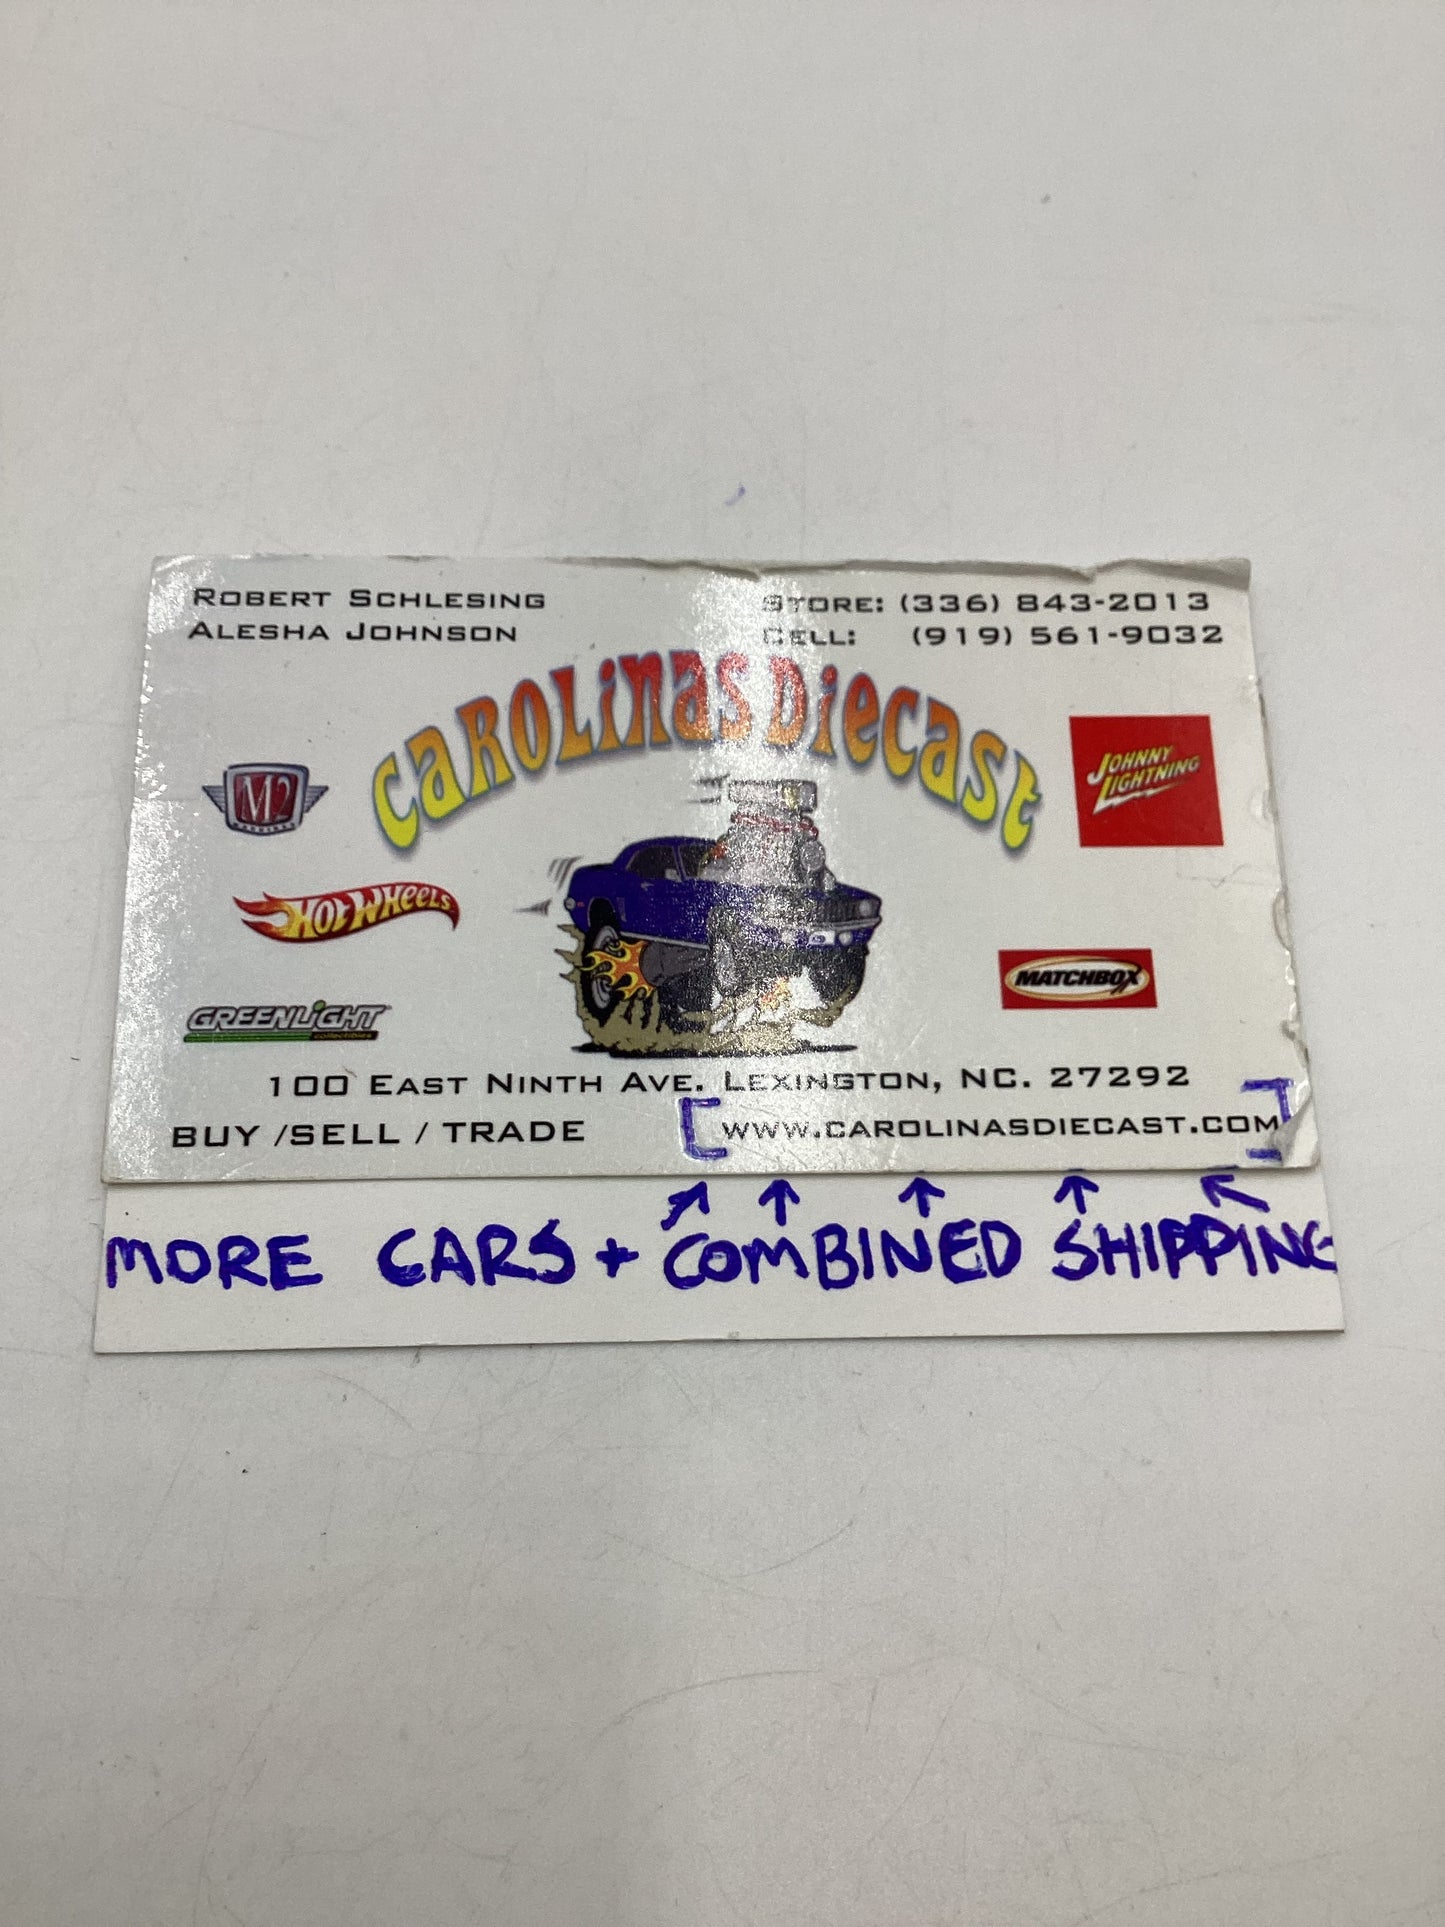 ROBERT SCHLESING
ALESHA JOHNSON
STORE: (336) 843-2013
CELL: (919) 561-9032
CAROLINAS DIECAST
M2
MACHINES
JOHNNY
LIGHTNING
HOT WHEELS
MATCHBOX
GREENLIGHT
collectibles
100 EAST NINTH AVE. LEXINGTON, NC. 27292
BUY /SELL / TRADE
[WWW.CAROLINASDIECAST.COM]
MORE CARS + COMBINED SHIPPING